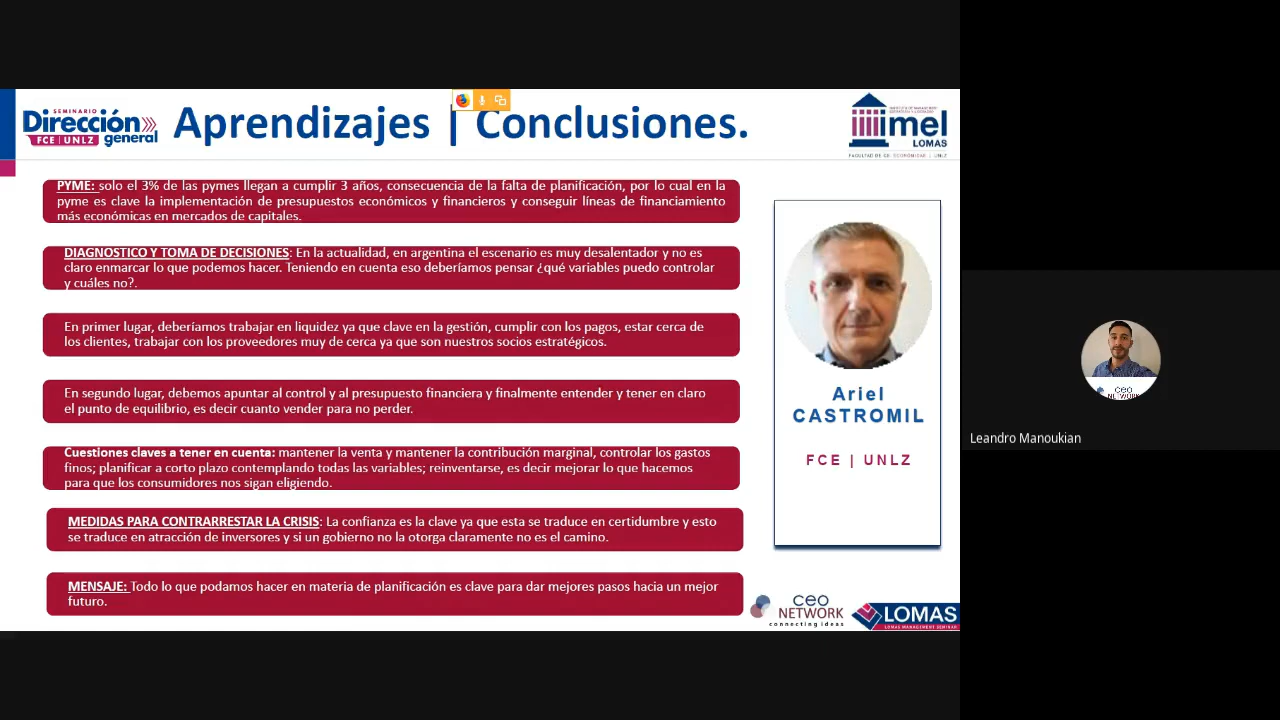 SEMINARIO
Dirección
general
FCE | UNLZ
Aprendizajes | Conclusiones.
imel
LOMAS
FACULTAD DE CS. ECONÓMICAS | UNLZ
PYME: solo el 3% de las pymes llegan a cumplir 3 años, consecuencia de la falta de planificación, por lo cual en la
pyme es clave la implementación de presupuestos económicos y financieros y conseguir líneas de financiamiento
más económicas en mercados de capitales.
DIAGNOSTICO Y TOMA DE DECISIONES: En la actualidad, en argentina el escenario es muy desalentador y no es
claro enmarcar lo que podemos hacer. Teniendo en cuenta eso deberíamos pensar ¿qué variables puedo controlar
y cuáles no?.
En primer lugar, deberíamos trabajar en liquidez ya que clave en la gestión, cumplir con los pagos, estar cerca de
los clientes, trabajar con los proveedores muy de cerca ya que son nuestros socios estratégicos.
En segundo lugar, debemos apuntar al control y al presupuesto financiera y finalmente entender y tener en claro
el punto de equilibrio, es decir cuanto vender para no perder.
Cuestiones claves a tener en cuenta: mantener la venta y mantener la contribución marginal, controlar los gastos
finos; planificar a corto plazo contemplando todas las variables; reinventarse, es decir mejorar lo que hacemos
para que los consumidores nos sigan eligiendo.
MEDIDAS PARA CONTRARRESTAR LA CRISIS: La confianza es la clave ya que esta se traduce en certidumbre y esto
se traduce en atracción de inversores y si un gobierno no la otorga claramente no es el camino.
MENSAJE: Todo lo que podamos hacer en materia de planificación es clave para dar mejores pasos hacia un mejor
futuro.
Ariel
CASTROMIL
FCE | UNLZ
ceo
NETWORK
connecting ideas
LOMAS
LOMAS MANAGEMENT SEMINAR
ceo
NETWORK
Leandro Manoukian